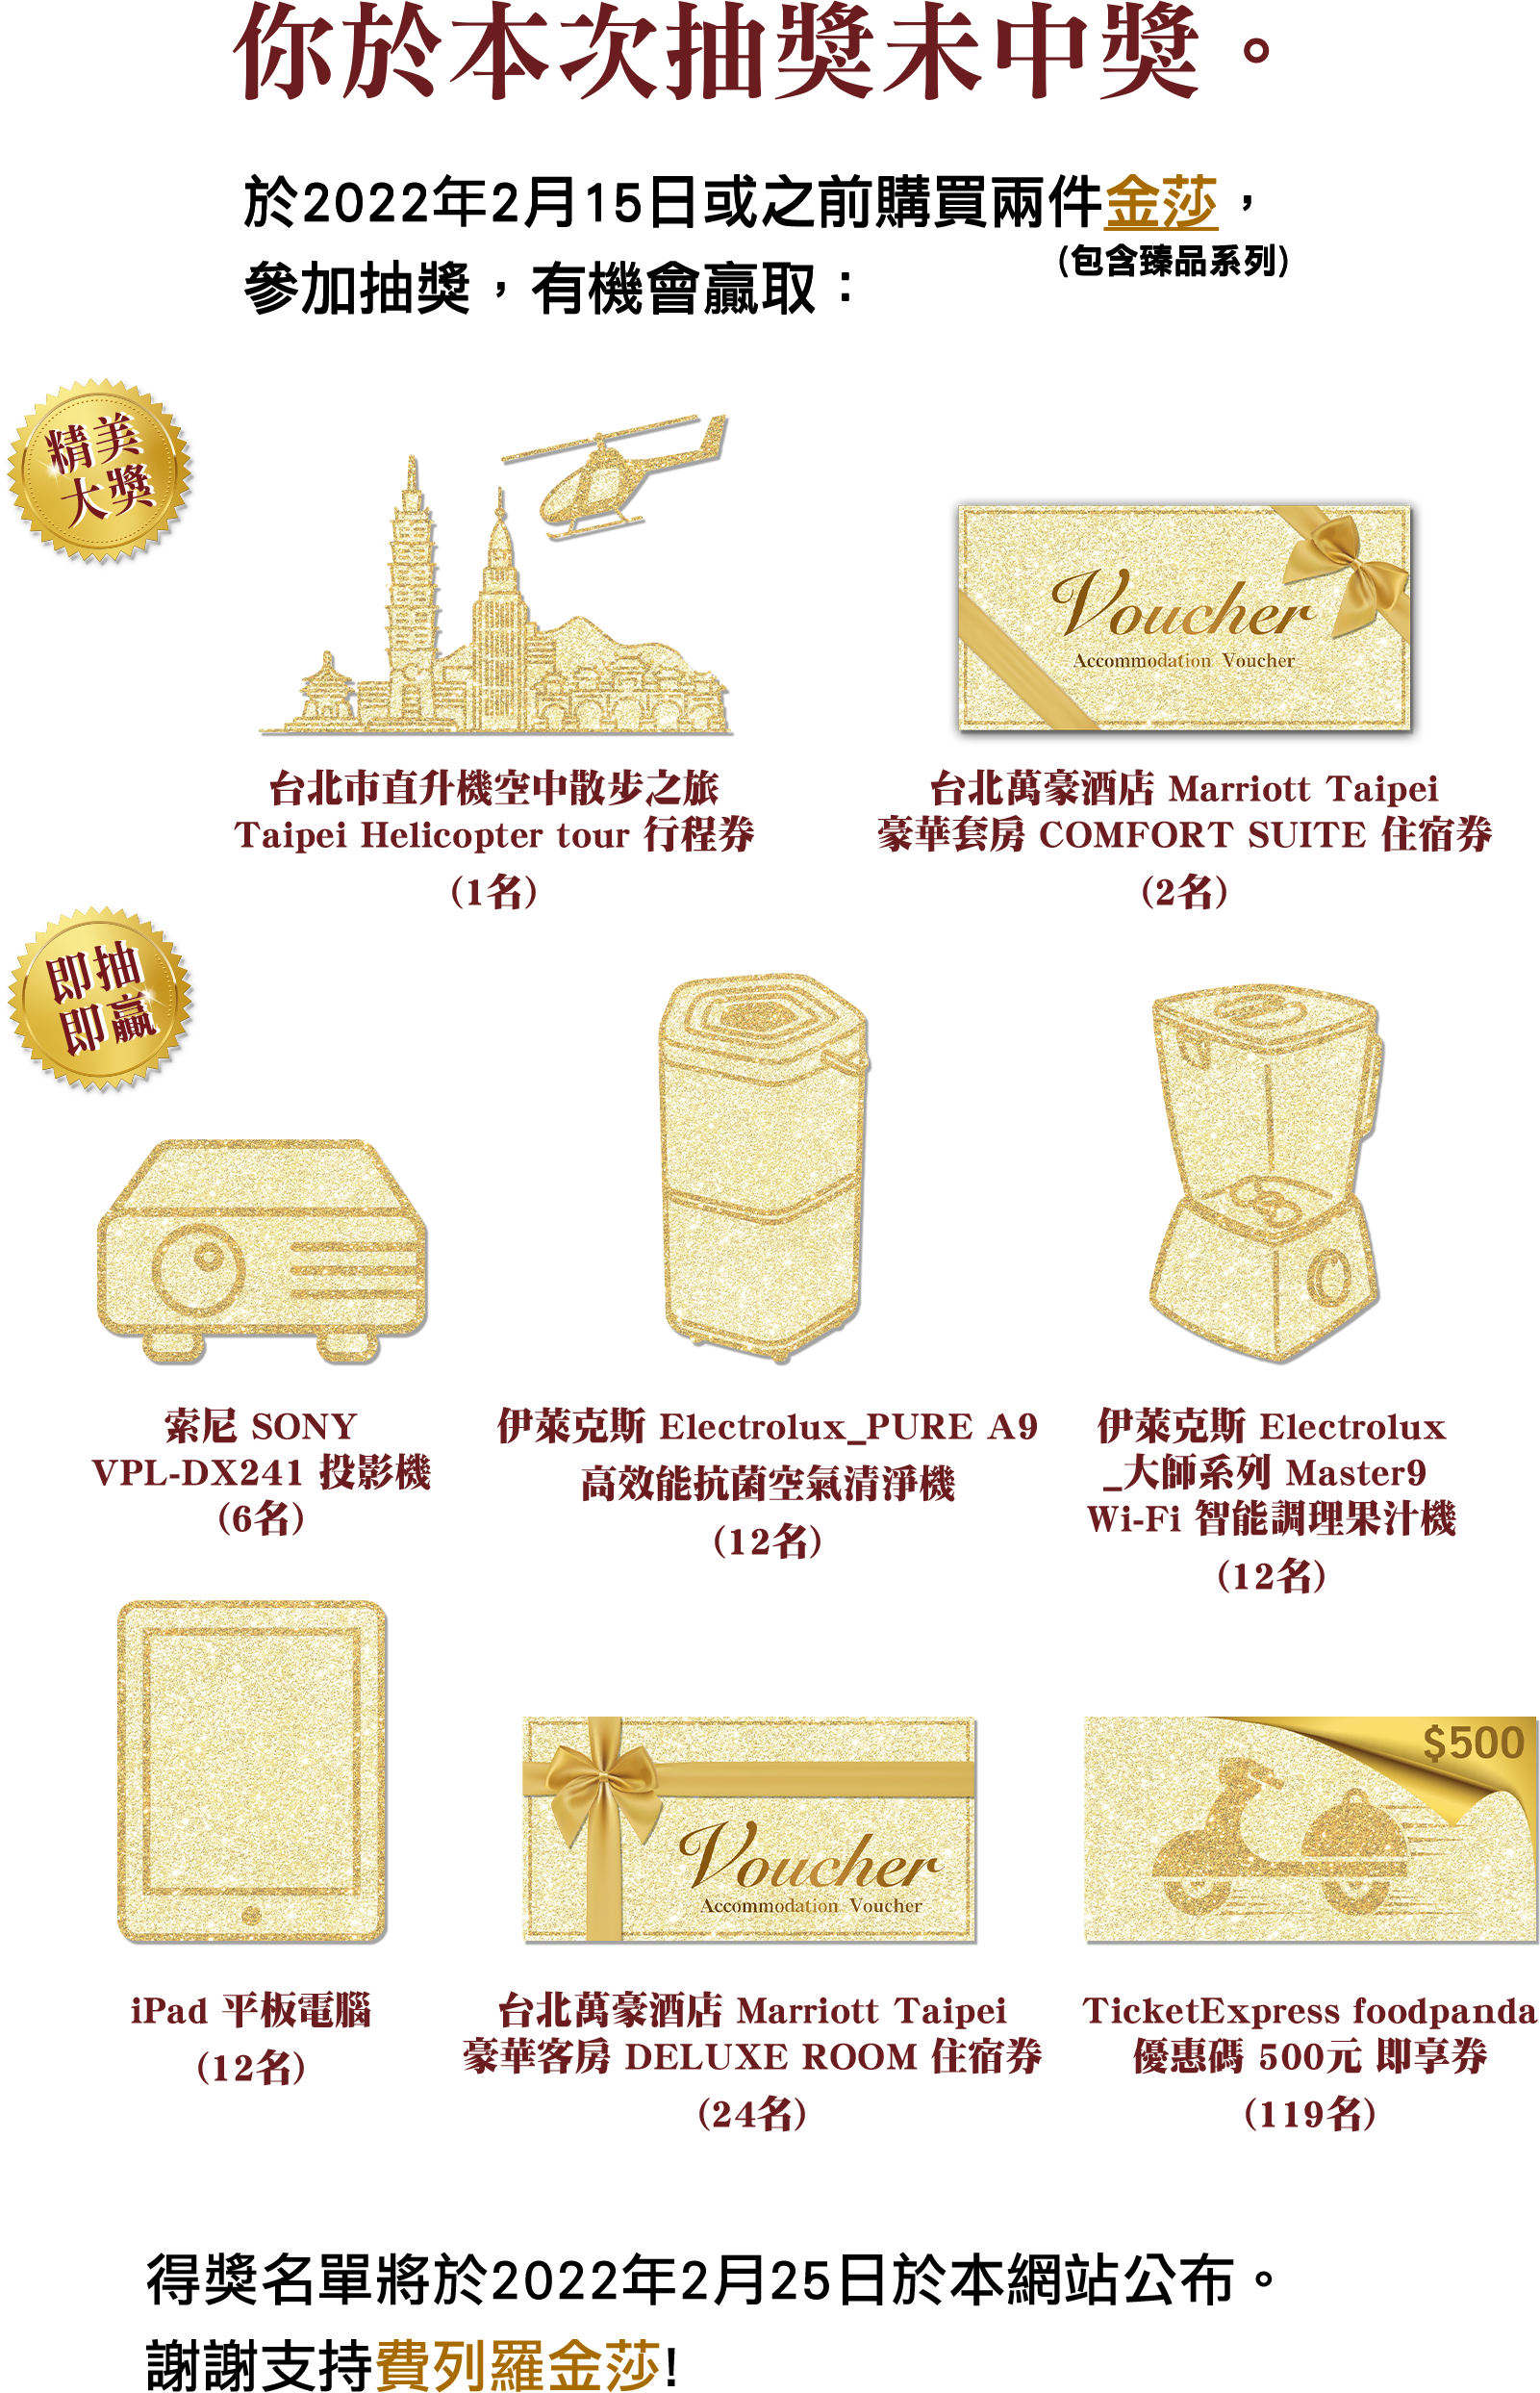 你於本次抽獎未中獎。
於2022年2月15日或之前購買兩件金莎，
(包含臻品系列)
參加抽獎，有機會贏取：
精美
大獎
Voucher
Accommodation Voucher
台北市直升機空中散步之旅
Taipei Helicopter tour 行程券
(1名)
台北萬豪酒店 Marriott Taipei
豪華套房 COMFORT SUITE 住宿券
(2名)
即抽
即贏
索尼 SONY
VPL-DX241 投影機
(6名)
伊萊克斯 Electrolux_PURE A9
高效能抗菌空氣清淨機
(12名)
伊萊克斯 Electrolux
_大師系列 Master9
Wi-Fi 智能調理果汁機
(12名)
Voucher
Accommodation Voucher
$500
iPad 平板電腦
(12名)
台北萬豪酒店 Marriott Taipei
豪華客房 DELUXE ROOM 住宿券
(24名)
TicketExpress foodpanda
優惠碼 500元 即享券
(119名)
得獎名單將於2022年2月25日於本網站公布。
謝謝支持費列羅金莎!